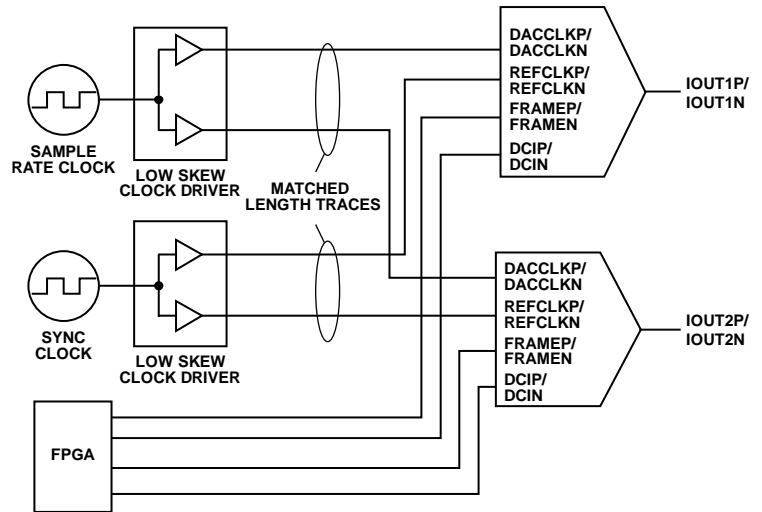 SAMPLE
RATE CLOCK
LOW SKEW
CLOCK DRIVER
MATCHED
LENGTH TRACES
DACCLKP/
DACCLKN
REFCLKP/
REFCLKN
FRAMEP/
FRAMEN
DCIP/
DCIN
IOUT1P/
IOUT1N
SYNC
CLOCK
LOW SKEW
CLOCK DRIVER
DACCLKP/
DACCLKN
REFCLKP/
REFCLKN
FRAMEP/
FRAMEN
DCIP/
DCIN
IOUT2P/
IOUT2N
FPGA